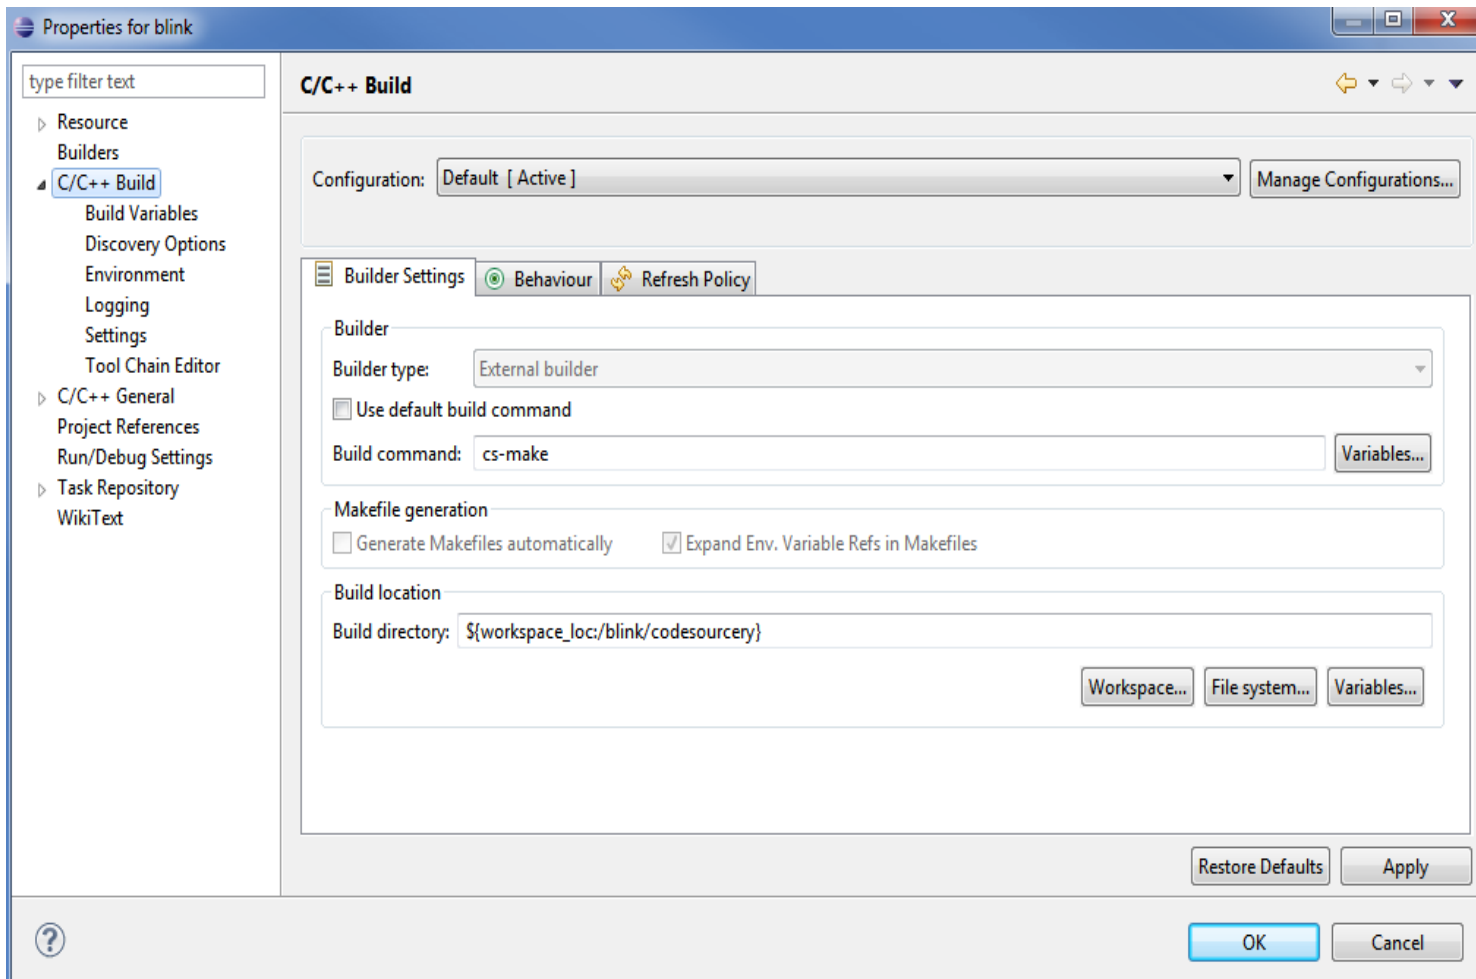 Properties for blink
type filter text
Resource
Builders
C/C++ Build
Build Variables
Discovery Options
Environment
Logging
Settings
Tool Chain Editor
C/C++ General
Project References
Run/Debug Settings
Task Repository
WikiText
C/C++ Build
Configuration: Default [ Active ] Manage Configurations...
Builder Settings Behaviour Refresh Policy
Builder
Builder type: External builder
Use default build command
Build command: cs-make Variables...
Makefile generation
Generate Makefiles automatically Expand Env. Variable Refs in Makefiles
Build location
Build directory: ${workspace_loc:/blink/codesourcery}
Workspace... File system... Variables...
Restore Defaults Apply
OK Cancel